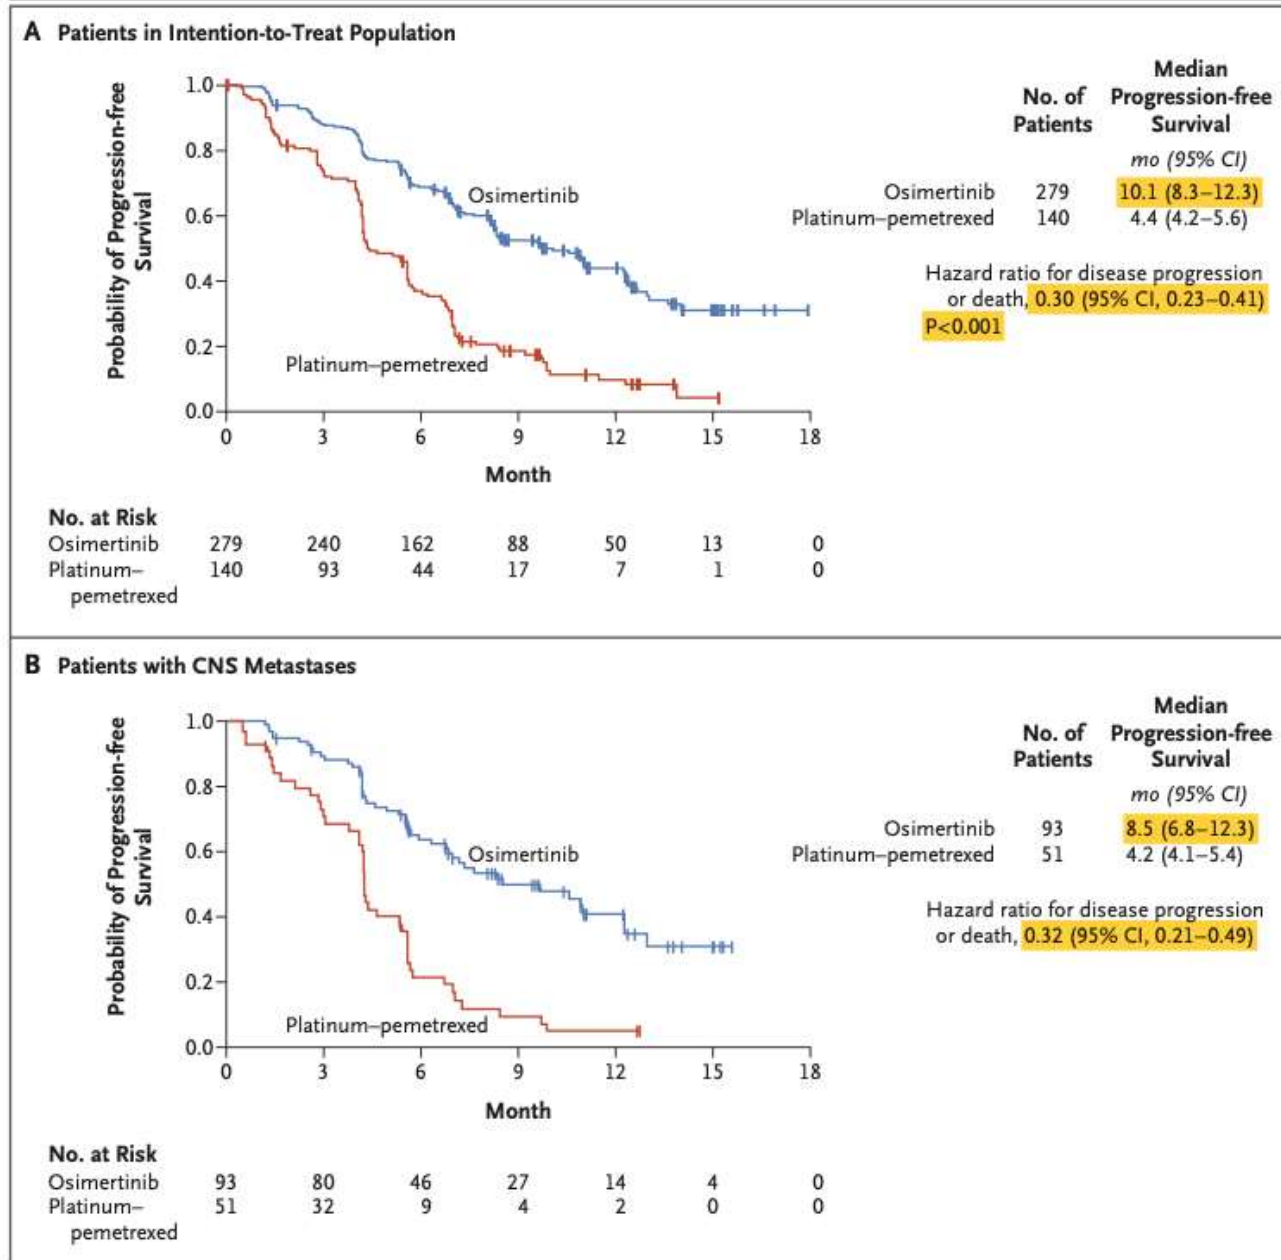 A Patients in Intention-to-Treat Population
Probability of Progression-free
Survival
1.0
0.8
0.6
0.4
0.2
0.0
Osimertinib
Platinum–pemetrexed
0 3 6 9 12 15 18
Month
Median
No. of Progression-free
Patients Survival
mo (95% CI)
Osimertinib 279 10.1 (8.3–12.3)
Platinum–pemetrexed 140 4.4 (4.2–5.6)
Hazard ratio for disease progression
or death, 0.30 (95% CI, 0.23–0.41)
P<0.001
No. at Risk
Osimertinib 279 240 162 88 50 13 0
Platinum– 140 93 44 17 7 1 0
pemetrexed
B Patients with CNS Metastases
Probability of Progression-free
Survival
1.0
0.8
0.6
0.4
0.2
0.0
Osimertinib
Platinum–pemetrexed
0 3 6 9 12 15 18
Month
Median
No. of Progression-free
Patients Survival
mo (95% CI)
Osimertinib 93 8.5 (6.8–12.3)
Platinum–pemetrexed 51 4.2 (4.1–5.4)
Hazard ratio for disease progression
or death, 0.32 (95% CI, 0.21–0.49)
No. at Risk
Osimertinib 93 80 46 27 14 4 0
Platinum– 51 32 9 4 2 0 0
pemetrexed